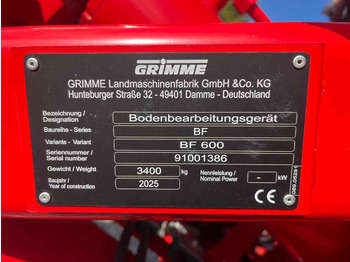 GRIMME
GRIMME Landmaschinenfabrik GmbH &Co. KG
Hunteburger Straße 32 - 49401 Damme - Deutschland
Bezeichnung / Designation Bodenbearbeitungsgerät
Baureihe - Series BF
Variante - Variant BF 600
Seriennummer / Serial number 91001386
Gewicht / Weight 3400 kg Nennleistung / Nominal Power - kW
Baujahr / Year of construction 2025 CE